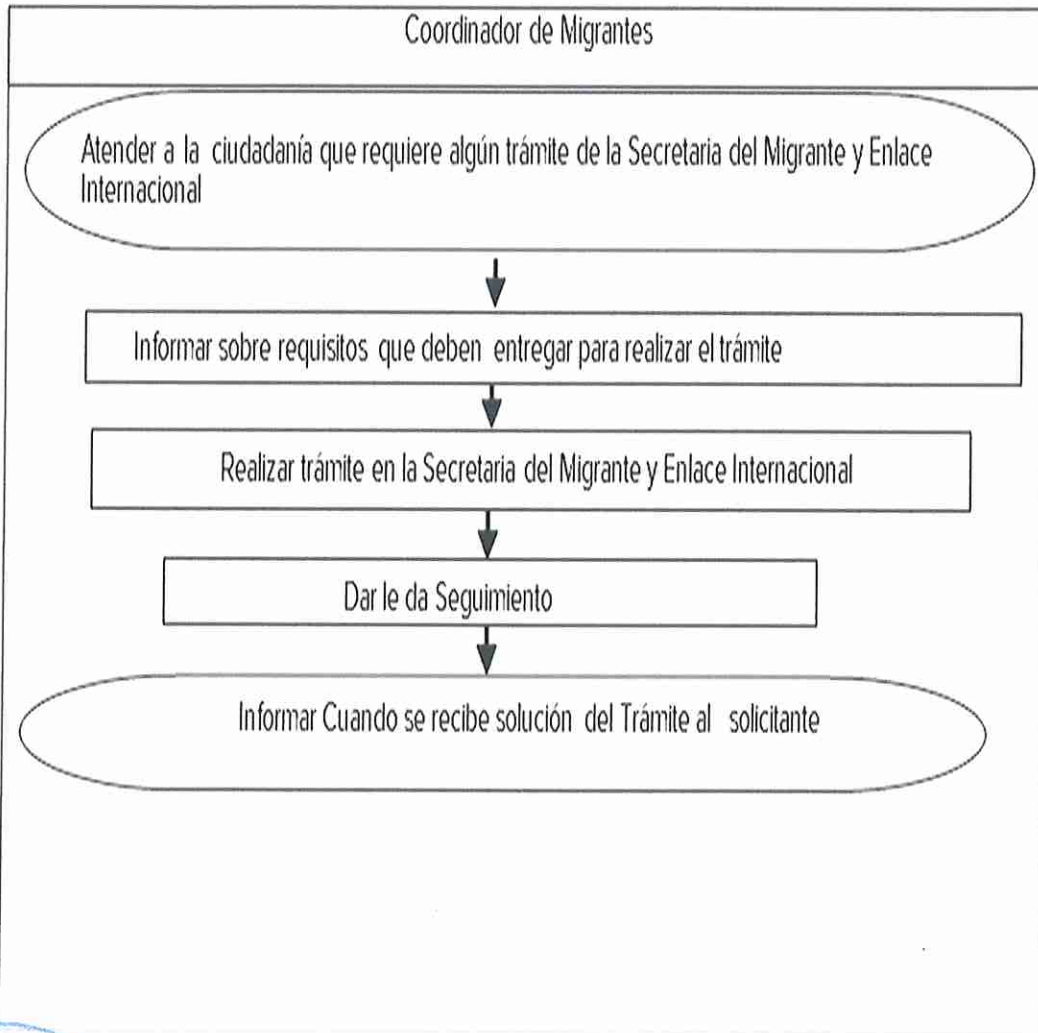 Coordinador de Migrantes
Atender a la ciudadanía que requiere algún trámite de la Secretaria del Migrante y Enlace
Internacional
Informar sobre requisitos que deben entregar para realizar el trámite
Realizar trámite en la Secretaria del Migrante y Enlace Internacional
Dar le da Seguimiento
Informar Cuando se recibe solución del Trámite al solicitante